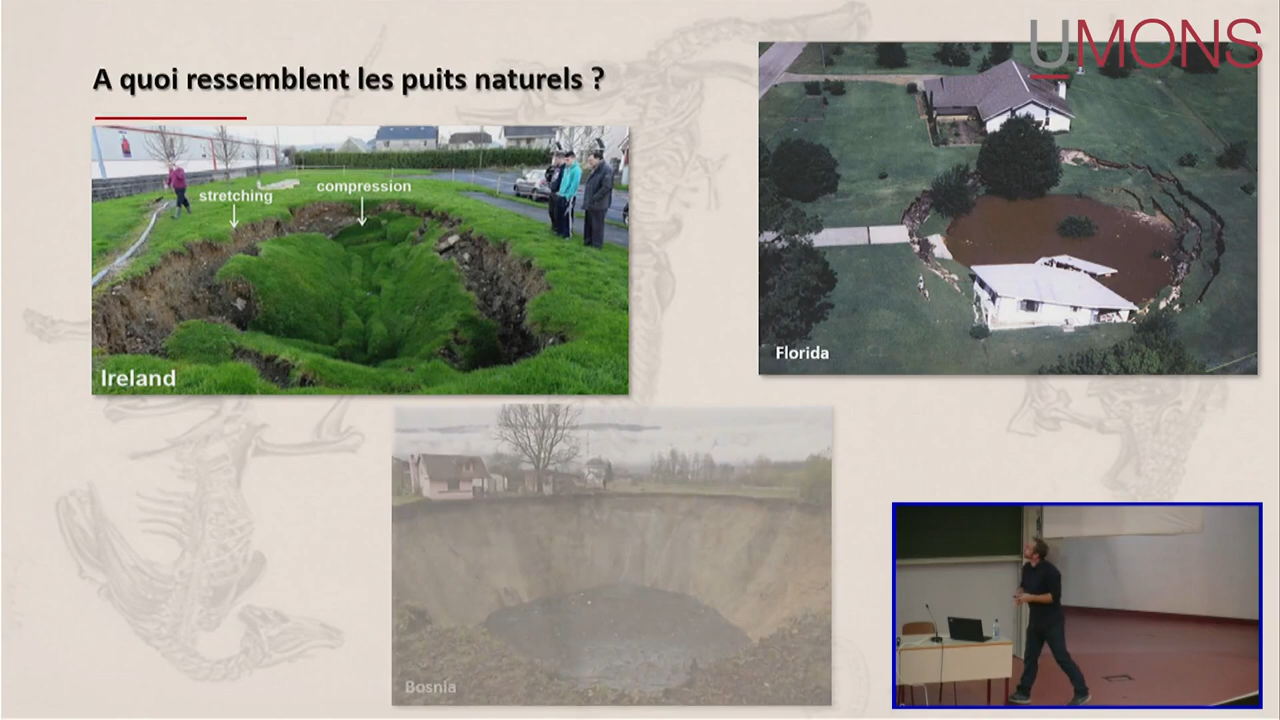 UMONS
A quoi ressemblent les puits naturels ?
stretching
compression
Ireland
Florida
Bosnia